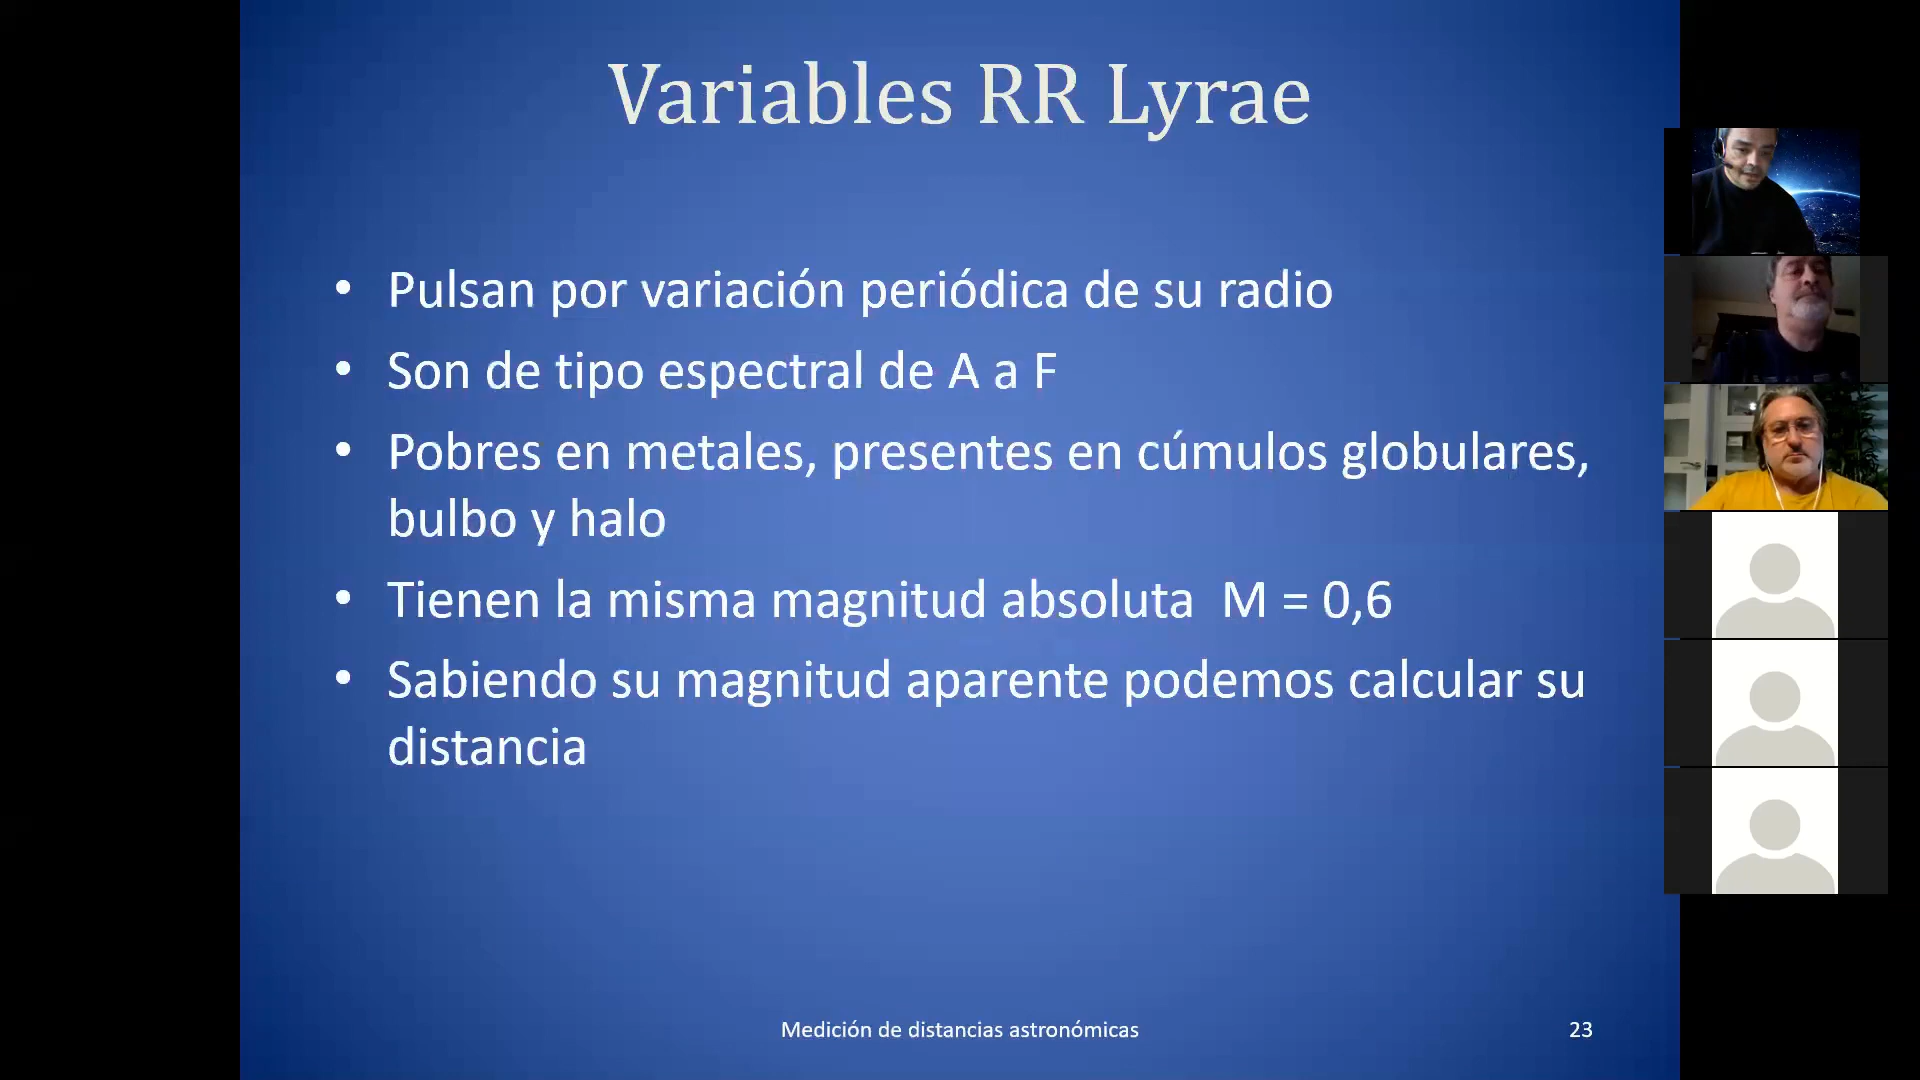 Variables RR Lyrae
• Pulsan por variación periódica de su radio
• Son de tipo espectral de A a F
• Pobres en metales, presentes en cúmulos globulares,
bulbo y halo
• Tienen la misma magnitud absoluta  M = 0,6
• Sabiendo su magnitud aparente podemos calcular su
distancia
Medición de distancias astronómicas
23